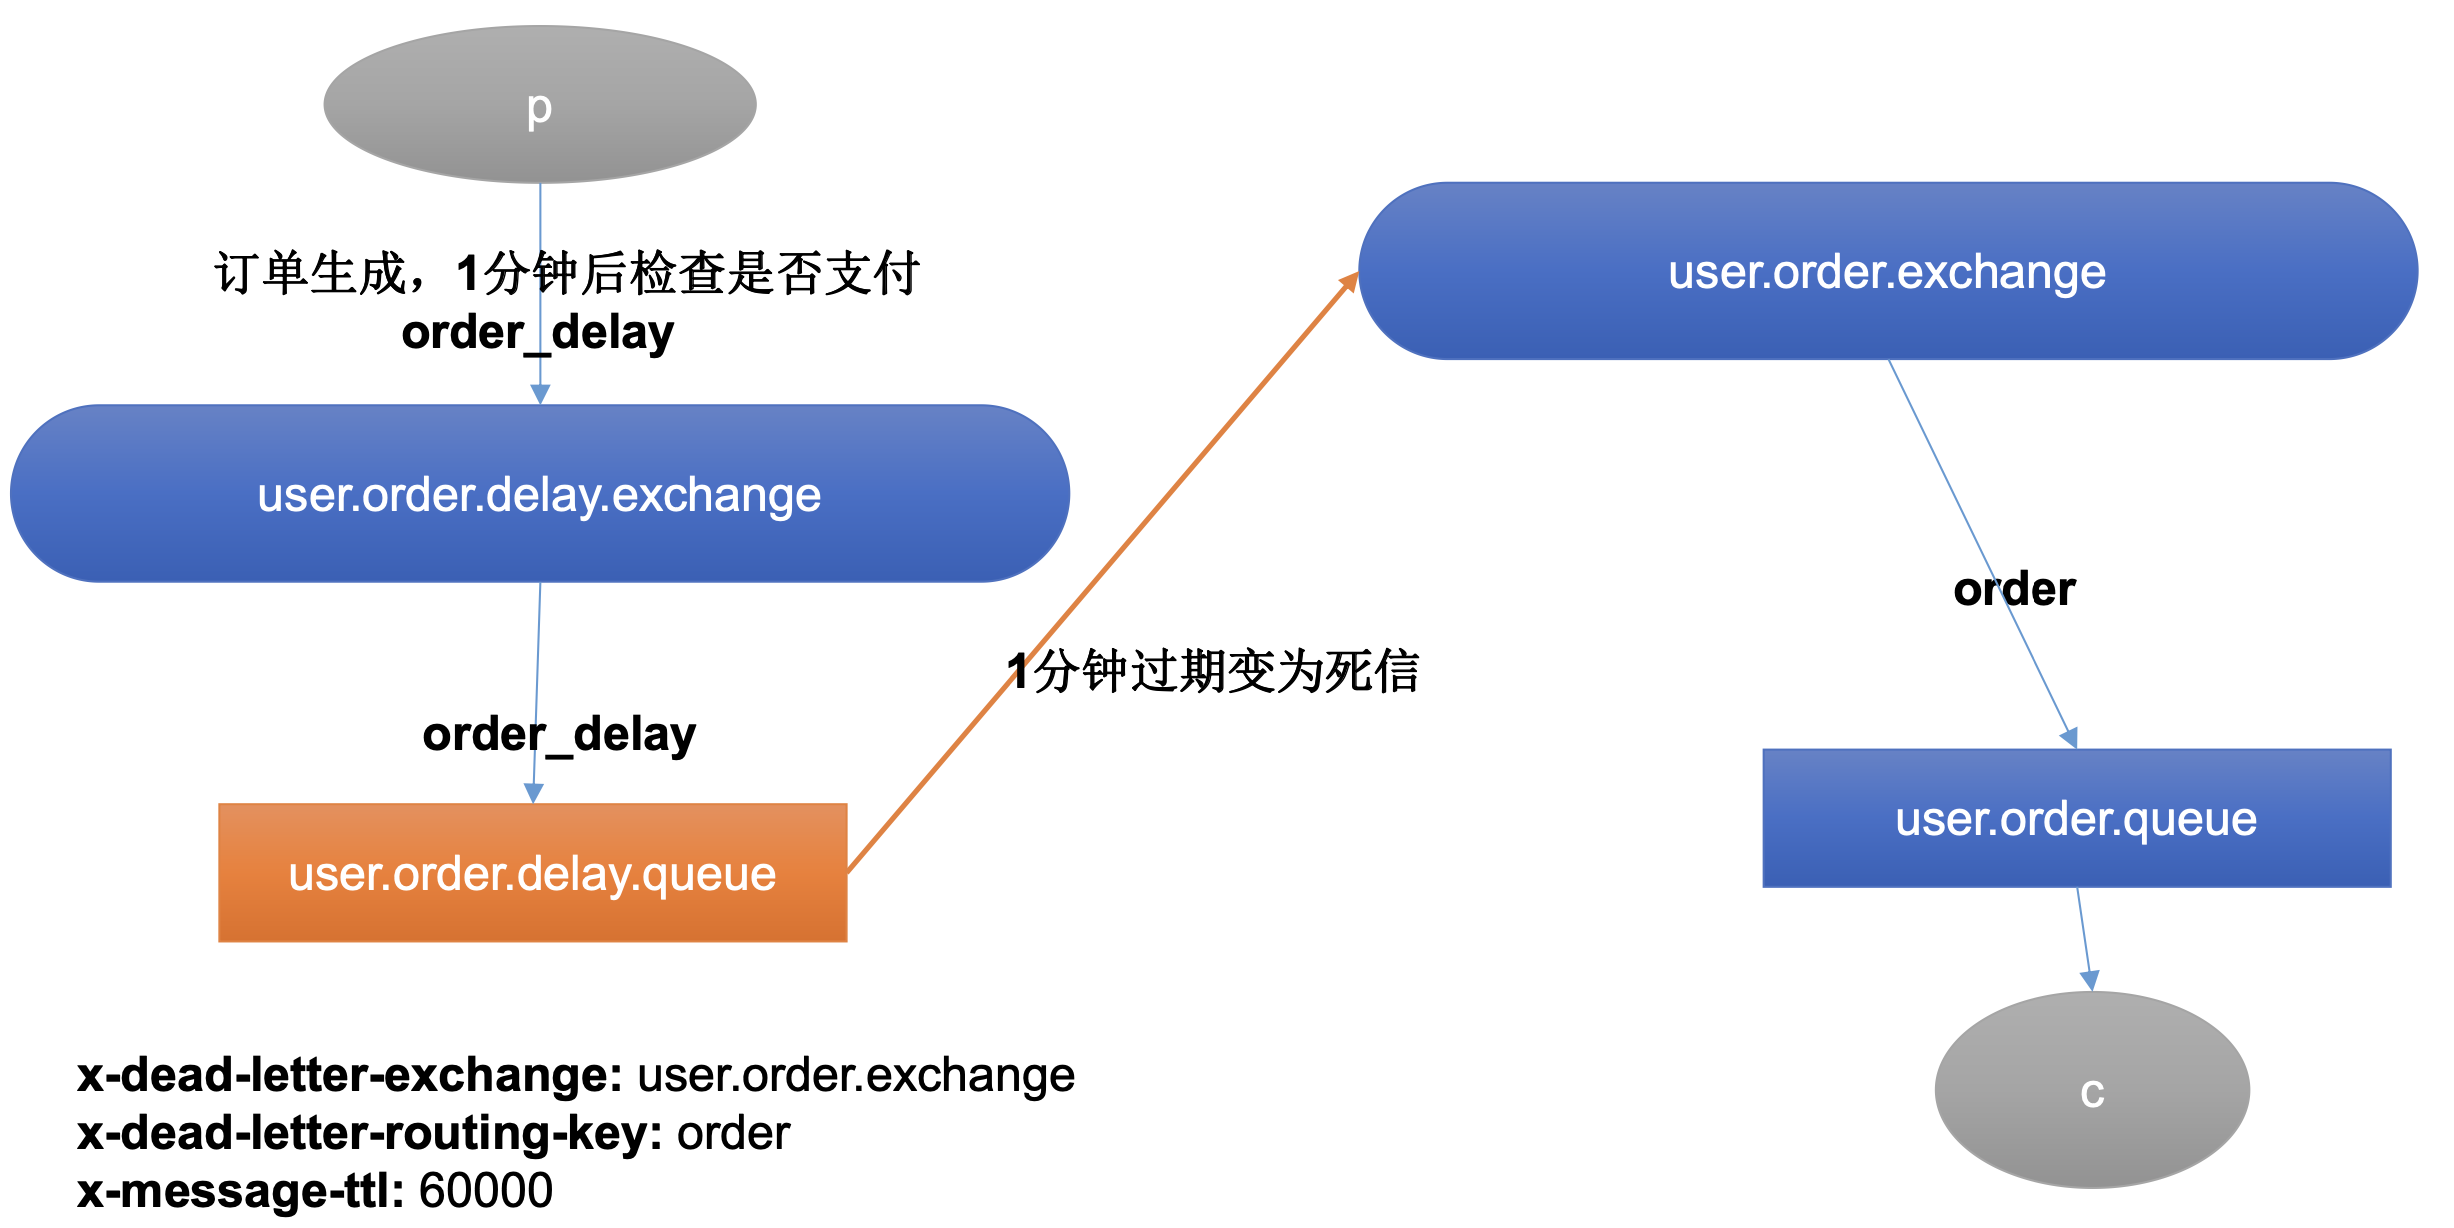 p
订单生成，1分钟后检查是否支付
order_delay
user.order.delay.exchange
order_delay
user.order.delay.queue
1分钟过期变为死信
user.order.exchange
order
user.order.queue
c
x-dead-letter-exchange: user.order.exchange
x-dead-letter-routing-key: order
x-message-ttl: 60000